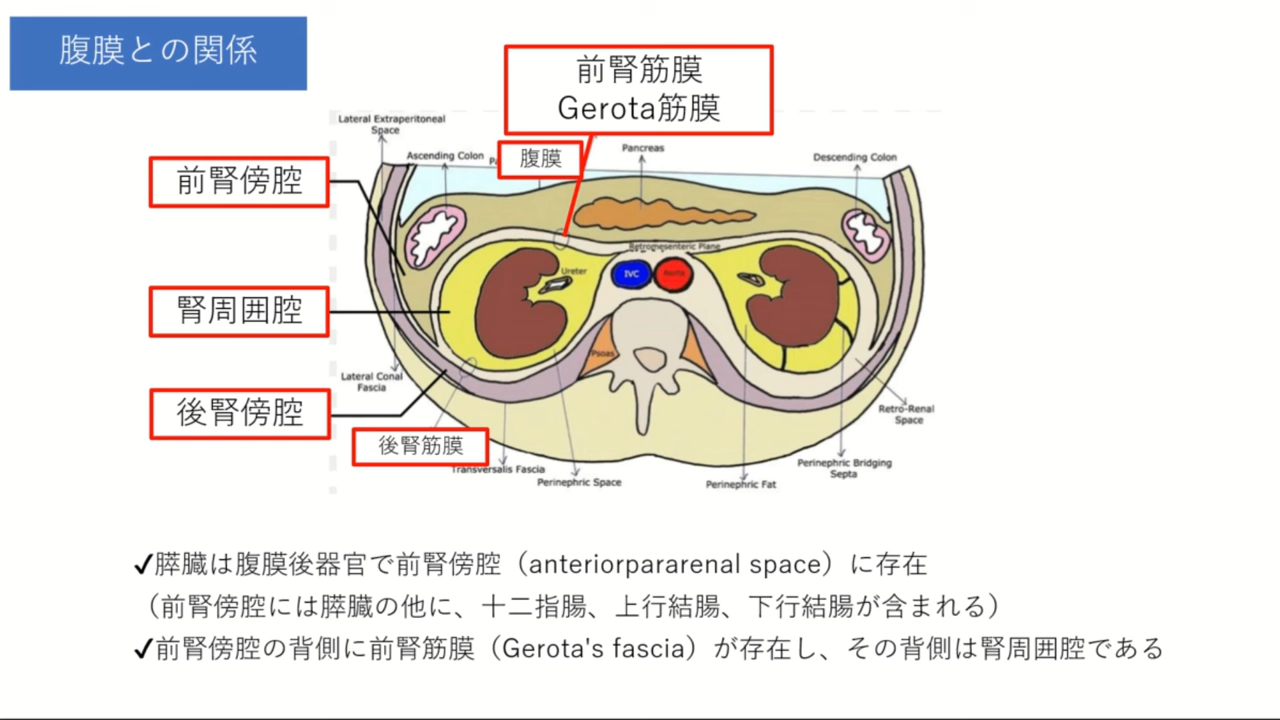 腹膜との関係
前腎筋膜
Gerota筋膜
Lateral Extraperitoneal
Space
Ascending Colon
腹膜
Pancreas
Descending Colon
前腎傍腔
Retromesenteric Plane
Ureter
IVC
Aorta
腎周囲腔
Psoas
Lateral Conal
Fascia
後腎傍腔
Retro-Renal
Space
後腎筋膜
Transversalis Fascia
Perinephric Space
Perinephric Fat
Perinephric Bridging
Septa
✓膵臓は腹膜後器官で前腎傍腔（anteriorpararenal space）に存在
（前腎傍腔には膵臓の他に、十二指腸、上行結腸、下行結腸が含まれる）
✓前腎傍腔の背側に前腎筋膜（Gerota's fascia）が存在し、その背側は腎周囲腔である